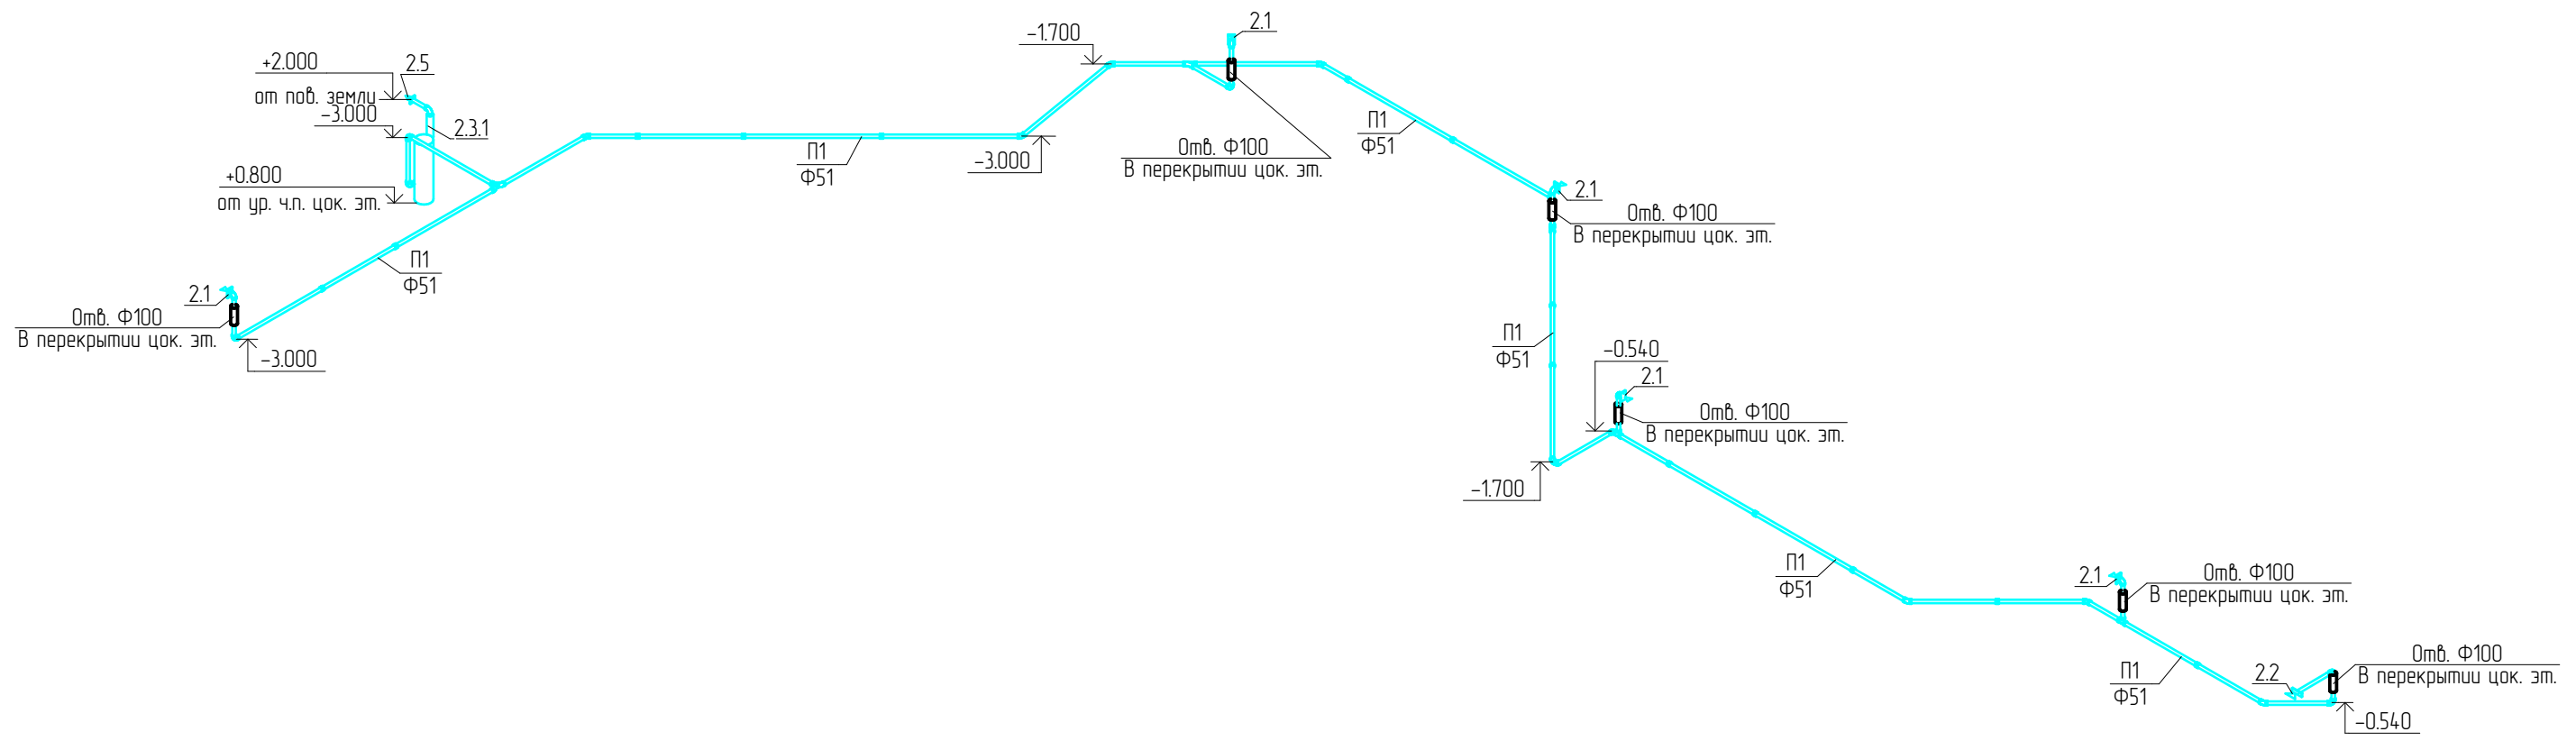 2.1
-1.700
+2.000
2.5
от пов. земли
-3.000
2.3.1
П1
Ф51
-3.000
Отв. Ф100
В перекрытии цок. эт.
П1
Ф51
+0.800
от ур. ч.п. цок. эт.
2.1
Отв. Ф100
В перекрытии цок. эт.
П1
Ф51
2.1
Отв. Ф100
В перекрытии цок. эт.
-3.000
П1
Ф51
-0.540
2.1
Отв. Ф100
В перекрытии цок. эт.
-1.700
П1
Ф51
2.1
Отв. Ф100
В перекрытии цок. эт.
П1
Ф51
2.2
Отв. Ф100
В перекрытии цок. эт.
-0.540